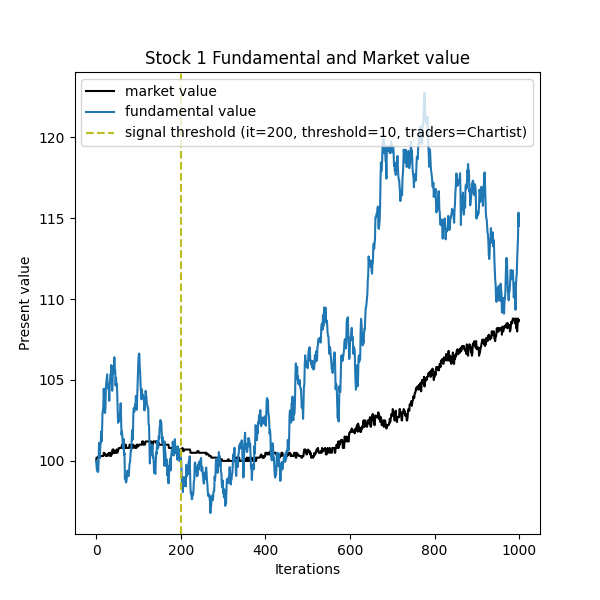 Stock 1 Fundamental and Market value
market value
fundamental value
signal threshold (it=200, threshold=10, traders=Chartist)
120
115
110
105
100
Present value
0 200 400 600 800 1000
Iterations